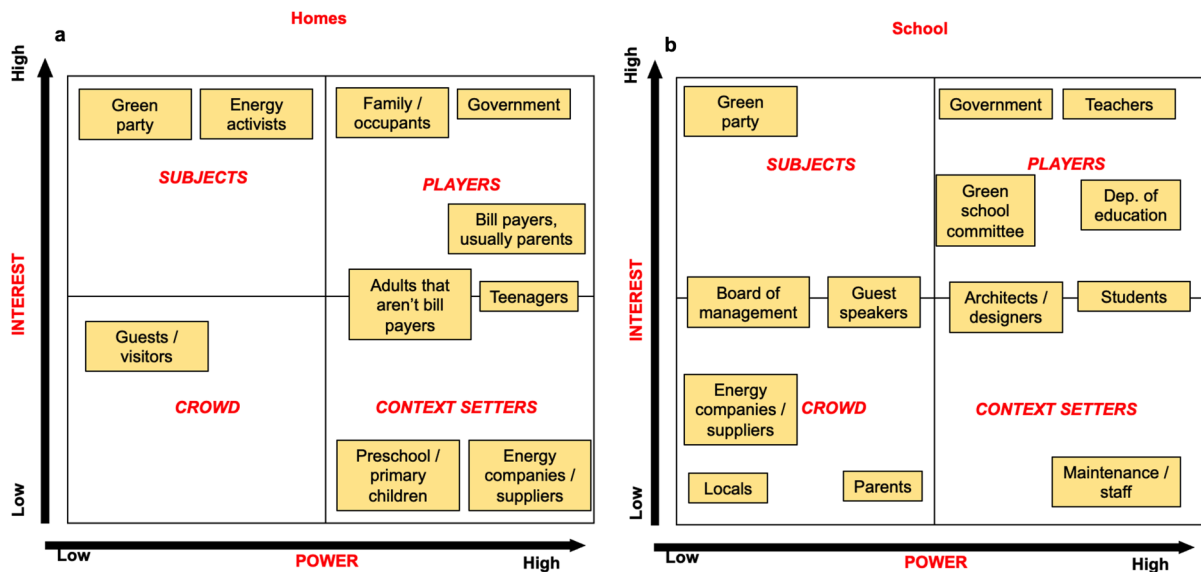 Homes
a
High
INTEREST
Low
Green
party
Energy
activists
Family /
occupants
Government
SUBJECTS
PLAYERS
Bill payers,
usually parents
Adults that
aren't bill
payers
Teenagers
Guests /
visitors
CROWD
CONTEXT SETTERS
Preschool /
primary
children
Energy
companies /
suppliers
Low
POWER
High
School
b
High
INTEREST
Low
Green
party
Government
Teachers
SUBJECTS
PLAYERS
Green
school
committee
Dep. of
education
Board of
management
Guest
speakers
Architects /
designers
Students
Energy
companies /
suppliers
CROWD
CONTEXT SETTERS
Locals
Parents
Maintenance /
staff
Low
POWER
High